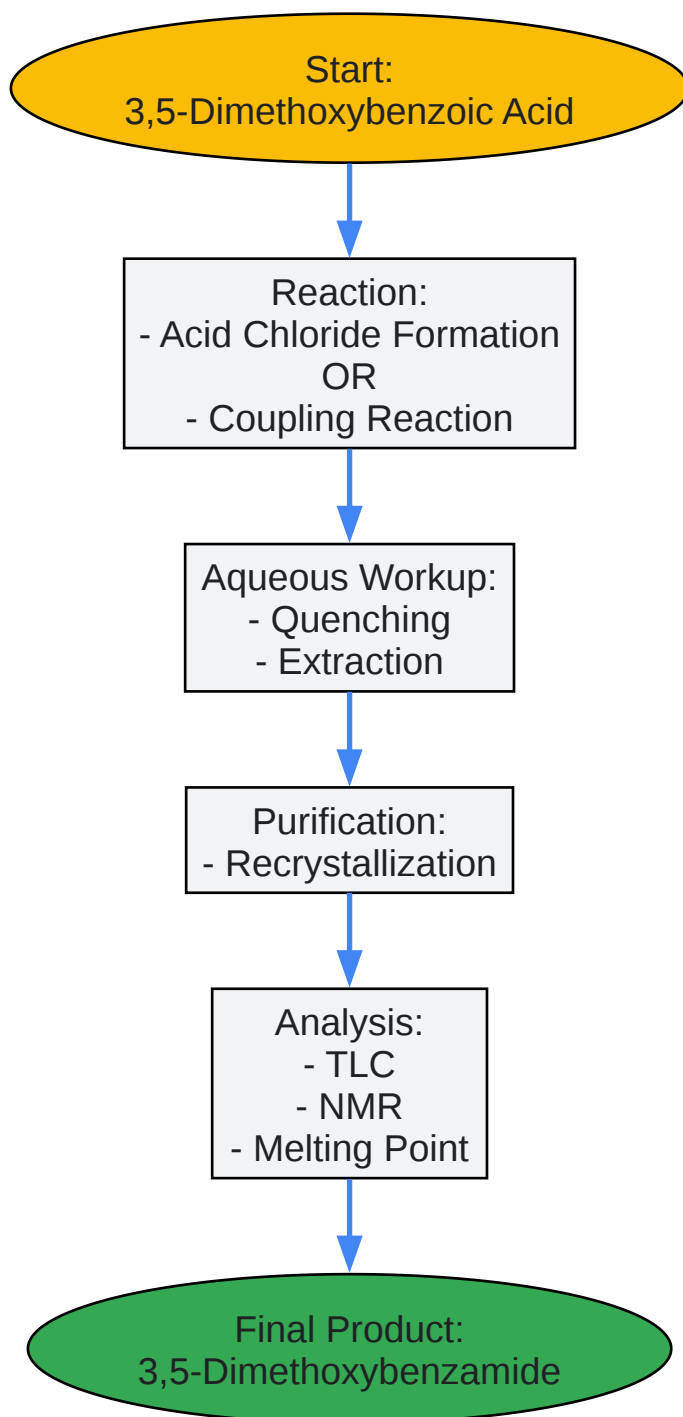 Start:
3,5-Dimethoxybenzoic Acid
Reaction:
- Acid Chloride Formation
OR
- Coupling Reaction
Aqueous Workup:
- Quenching
- Extraction
Purification:
- Recrystallization
Analysis:
- TLC
- NMR
- Melting Point
Final Product:
3,5-Dimethoxybenzamide